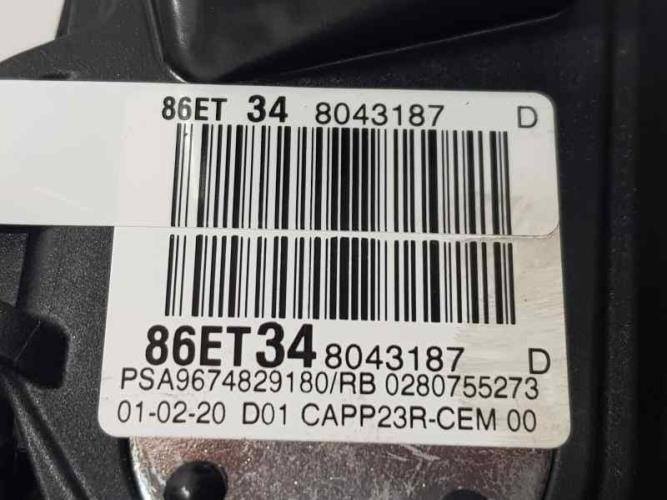 86ET 34 8043187 D
86ET34 8043187 D
PSA9674829180/RB 0280755273
01-02-20 D01 CAPP23R-CEM 00